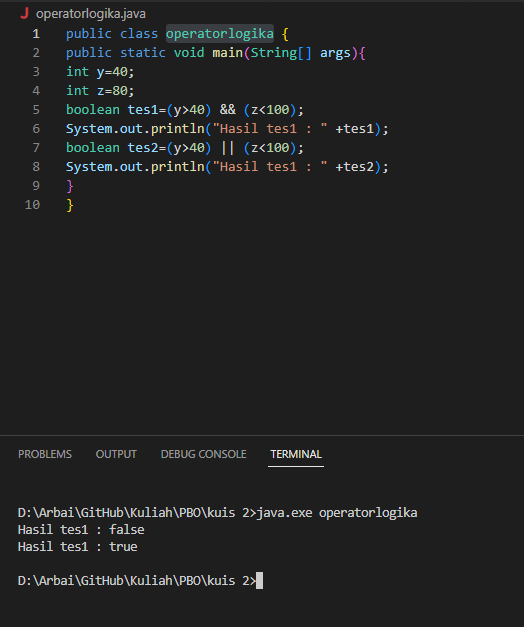 J operatorlogika.java
1 public class operatorlogika {
2 public static void main(String[] args){
3 int y=40;
4 int z=80;
5 boolean tes1=(y>40) && (z<100);
6 System.out.println("Hasil tes1 : " +tes1);
7 boolean tes2=(y>40) || (z<100);
8 System.out.println("Hasil tes1 : " +tes2);
9 }
10 }
PROBLEMS OUTPUT DEBUG CONSOLE TERMINAL
D:\Arbai\GitHub\Kuliah\PBO\kuis 2>java.exe operatorlogika
Hasil tes1 : false
Hasil tes1 : true
D:\Arbai\GitHub\Kuliah\PBO\kuis 2>